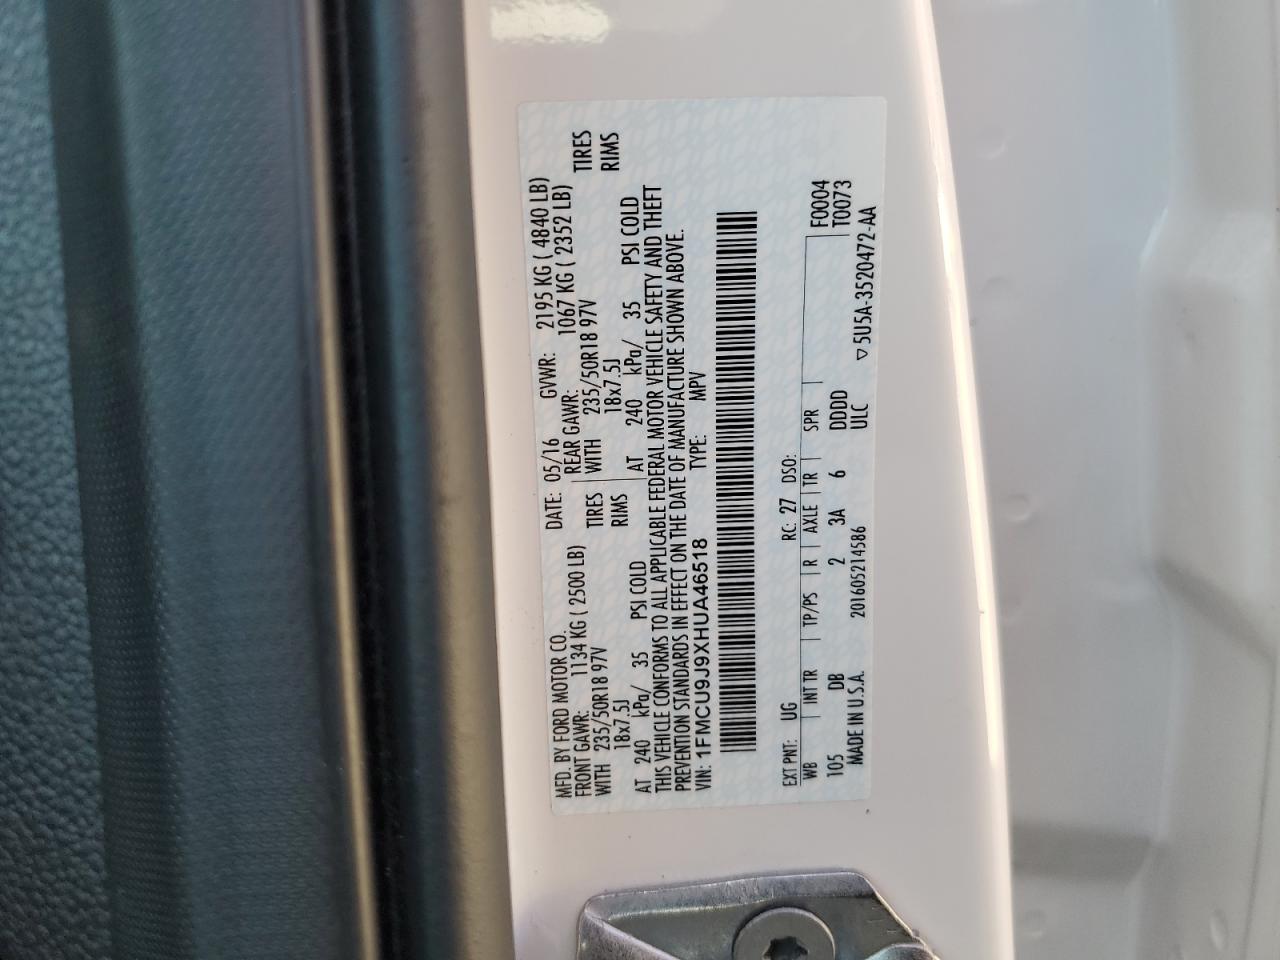 MFD. BY FORD MOTOR CO. DATE: 05/16 GVWR: 2195 KG ( 4840 LB)
FRONT GAWR: 1134 KG ( 2500 LB) REAR GAWR: 1067 KG ( 2352 LB)
WITH 235/50R18 97V TIRES WITH 235/50R18 97V TIRES
18x7.5J RIMS 18x7.5J RIMS
AT 240 kPa/ 35 PSI COLD AT 240 kPa/ 35 PSI COLD
THIS VEHICLE CONFORMS TO ALL APPLICABLE FEDERAL MOTOR VEHICLE SAFETY AND THEFT
PREVENTION STANDARDS IN EFFECT ON THE DATE OF MANUFACTURE SHOWN ABOVE.
VIN: 1FMCU9J9XHUA46518 TYPE: MPV
EXT PNT: UG RC: 27 DSO:
WB INT TR TP/PS R AXLE TR SPR F0004
105 DB 2 3A 6 DDDD T0073
MADE IN U.S.A. 201605214586 ULC
▽5U5A-3520472-AA